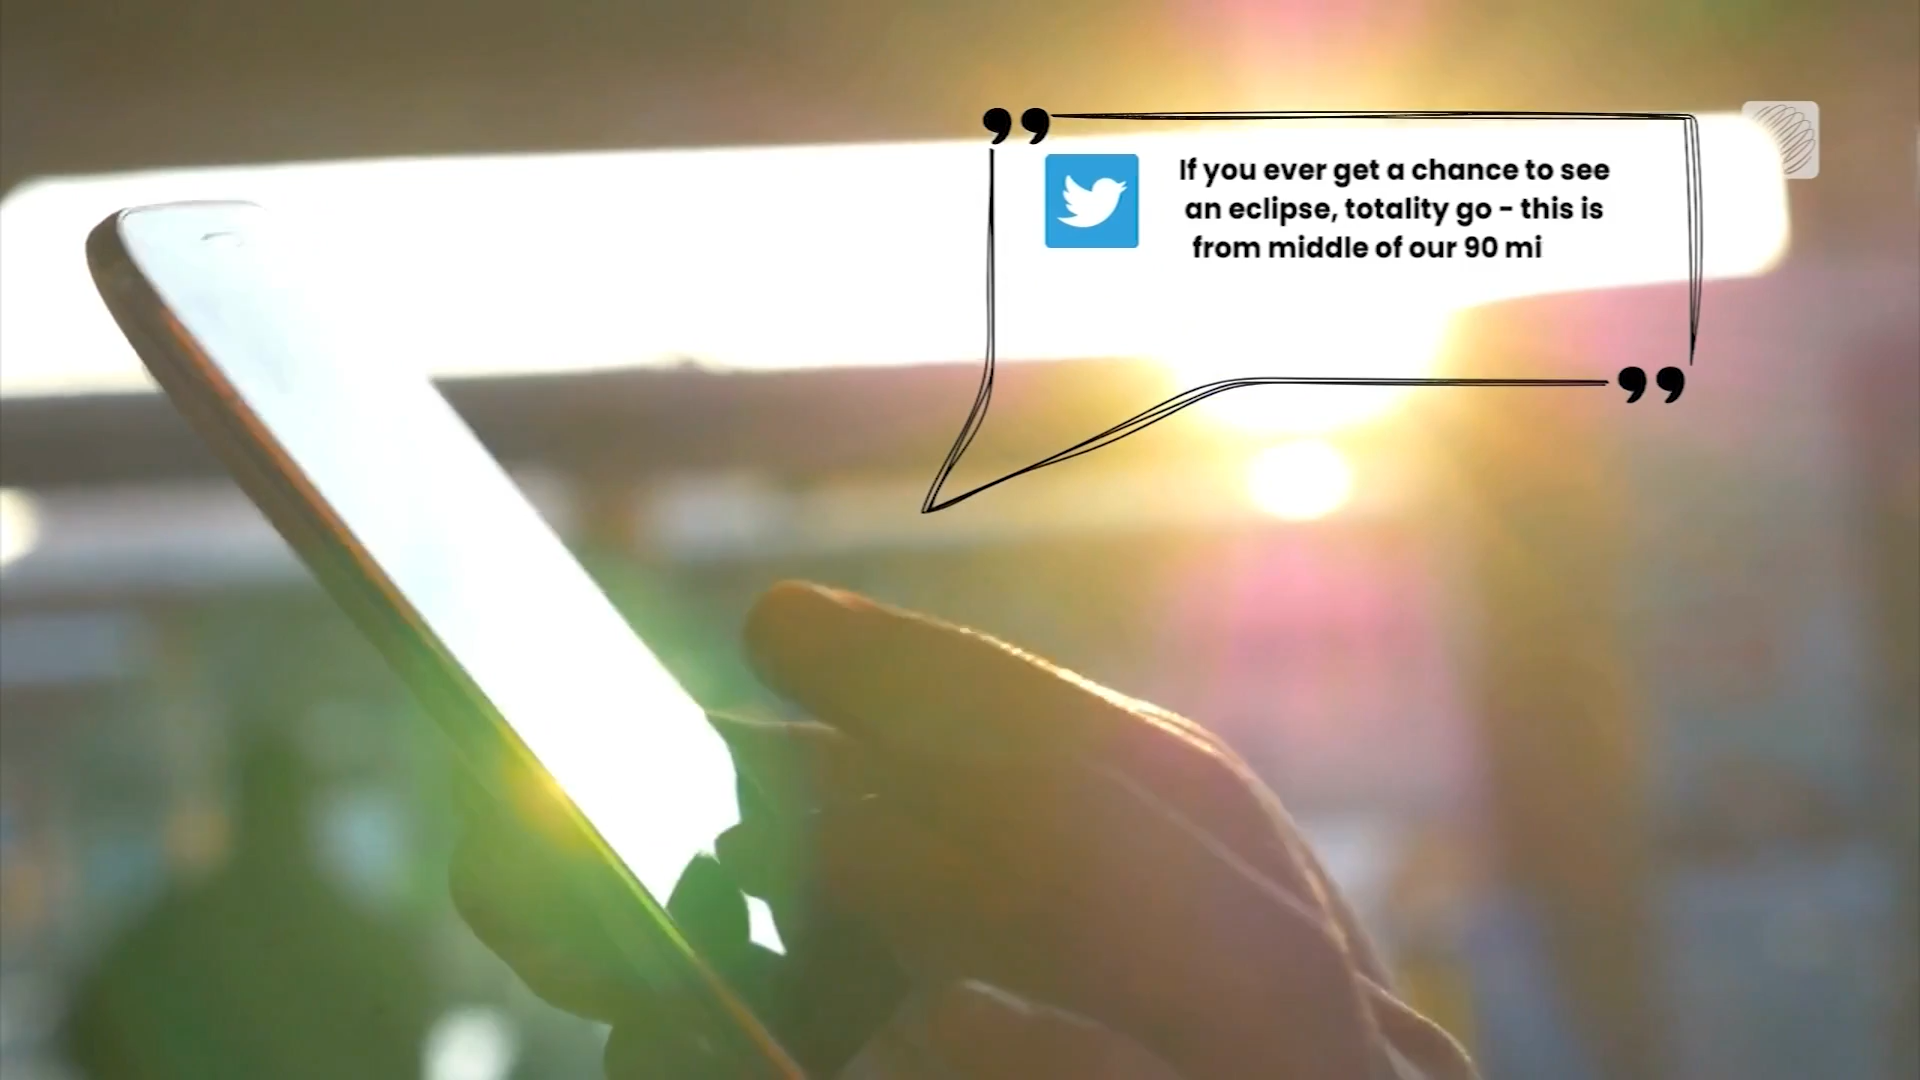 If you ever get a chance to see
an eclipse, totality go - this is
from middle of our 90 mi